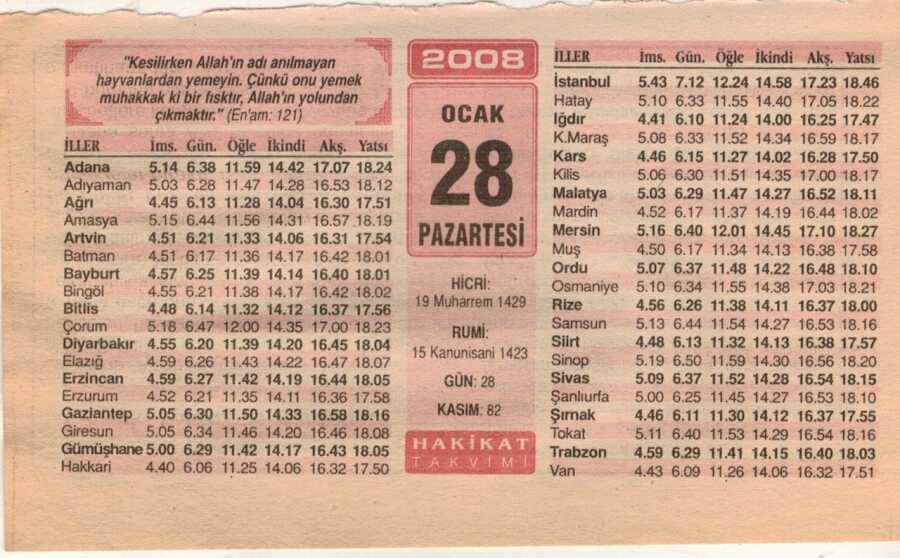 "Kesilirken Allah'ın adı anılmayan
hayvanlardan yemeyin. Çünkü onu yemek
muhakkak ki bir fısktır, Allah'ın yolundan
çıkmaktır." (En'am: 121)
İLLER İms. Gün. Öğle İkindi Akş. Yatsı
Adana 5.14 6.38 11.59 14.42 17.07 18.24
Adıyaman 5.03 6.28 11.47 14.28 16.53 18.12
Ağrı 4.45 6.13 11.28 14.04 16.30 17.51
Amasya 5.15 6.44 11.56 14.31 16.57 18.19
Artvin 4.51 6.21 11.33 14.06 16.31 17.54
Batman 4.51 6.17 11.36 14.17 16.42 18.01
Bayburt 4.57 6.25 11.39 14.14 16.40 18.01
Bingöl 4.55 6.21 11.38 14.17 16.42 18.02
Bitlis 4.48 6.14 11.32 14.12 16.37 17.56
Çorum 5.18 6.47 12.00 14.35 17.00 18.23
Diyarbakır 4.55 6.20 11.39 14.20 16.45 18.04
Elazığ 4.59 6.26 11.43 14.22 16.47 18.07
Erzincan 4.59 6.27 11.42 14.19 16.44 18.05
Erzurum 4.52 6.21 11.35 14.11 16.36 17.58
Gaziantep 5.05 6.30 11.50 14.33 16.58 18.16
Giresun 5.05 6.34 11.46 14.20 16.46 18.08
Gümüşhane 5.00 6.29 11.42 14.17 16.43 18.05
Hakkari 4.40 6.06 11.25 14.06 16.32 17.50
2008
OCAK
28
PAZARTESİ
HİCRİ:
19 Muharrem 1429
RUMİ:
15 Kanunisani 1423
GÜN: 28
KASIM: 82
HAKİKAT
TAKVİMİ
İLLER İms. Gün. Öğle İkindi Akş. Yatsı
İstanbul 5.43 7.12 12.24 14.58 17.23 18.46
Hatay 5.10 6.33 11.55 14.40 17.05 18.22
Iğdır 4.41 6.10 11.24 14.00 16.25 17.47
K.Maraş 5.08 6.33 11.52 14.34 16.59 18.17
Kars 4.46 6.15 11.27 14.02 16.28 17.50
Kilis 5.06 6.30 11.51 14.35 17.00 18.17
Malatya 5.03 6.29 11.47 14.27 16.52 18.11
Mardin 4.52 6.17 11.37 14.19 16.44 18.02
Mersin 5.16 6.40 12.01 14.45 17.10 18.27
Muş 4.50 6.17 11.34 14.13 16.38 17.58
Ordu 5.07 6.37 11.48 14.22 16.48 18.10
Osmaniye 5.10 6.34 11.55 14.38 17.03 18.21
Rize 4.56 6.26 11.38 14.11 16.37 18.00
Samsun 5.13 6.44 11.54 14.27 16.53 18.16
Siirt 4.48 6.13 11.32 14.13 16.38 17.57
Sinop 5.19 6.50 11.59 14.30 16.56 18.20
Sivas 5.09 6.37 11.52 14.28 16.54 18.15
Şanlıurfa 5.00 6.25 11.45 14.27 16.53 18.10
Şırnak 4.46 6.11 11.30 14.12 16.37 17.55
Tokat 5.11 6.40 11.53 14.29 16.54 18.16
Trabzon 4.59 6.29 11.41 14.15 16.40 18.03
Van 4.43 6.09 11.26 14.06 16.32 17.51